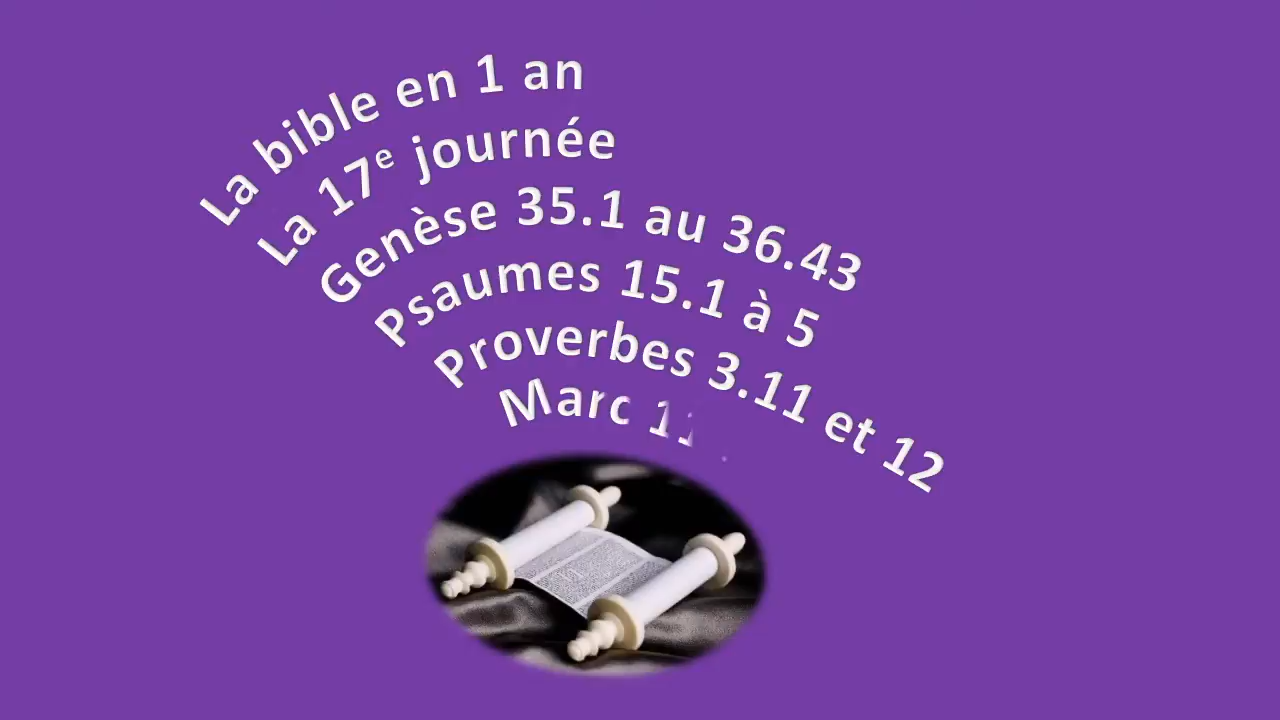 La bible en 1 an
La 17e journée
Genèse 35.1 au 36.43
Psaumes 15.1 à 5
Proverbes 3.11 et 12
Marc